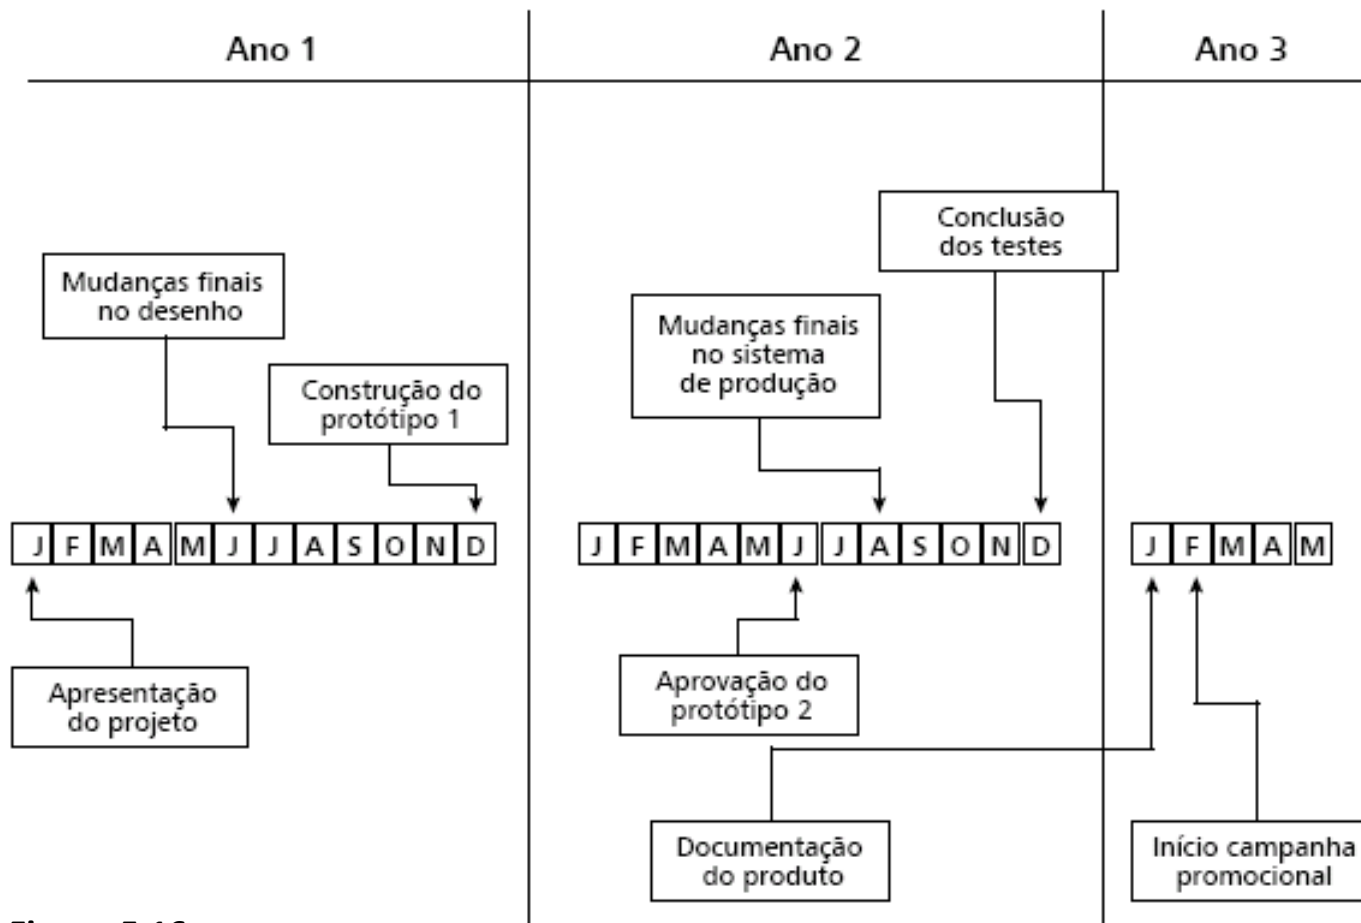 Ano 1
Ano 2
Ano 3
Conclusão
dos testes
Mudanças finais
no desenho
Mudanças finais
no sistema
de produção
Construção do
protótipo 1
J F M A M J J A S O N D
J F M A M J J A S O N D
J F M A M
Apresentação
do projeto
Aprovação do
protótipo 2
Documentação
do produto
Início campanha
promocional